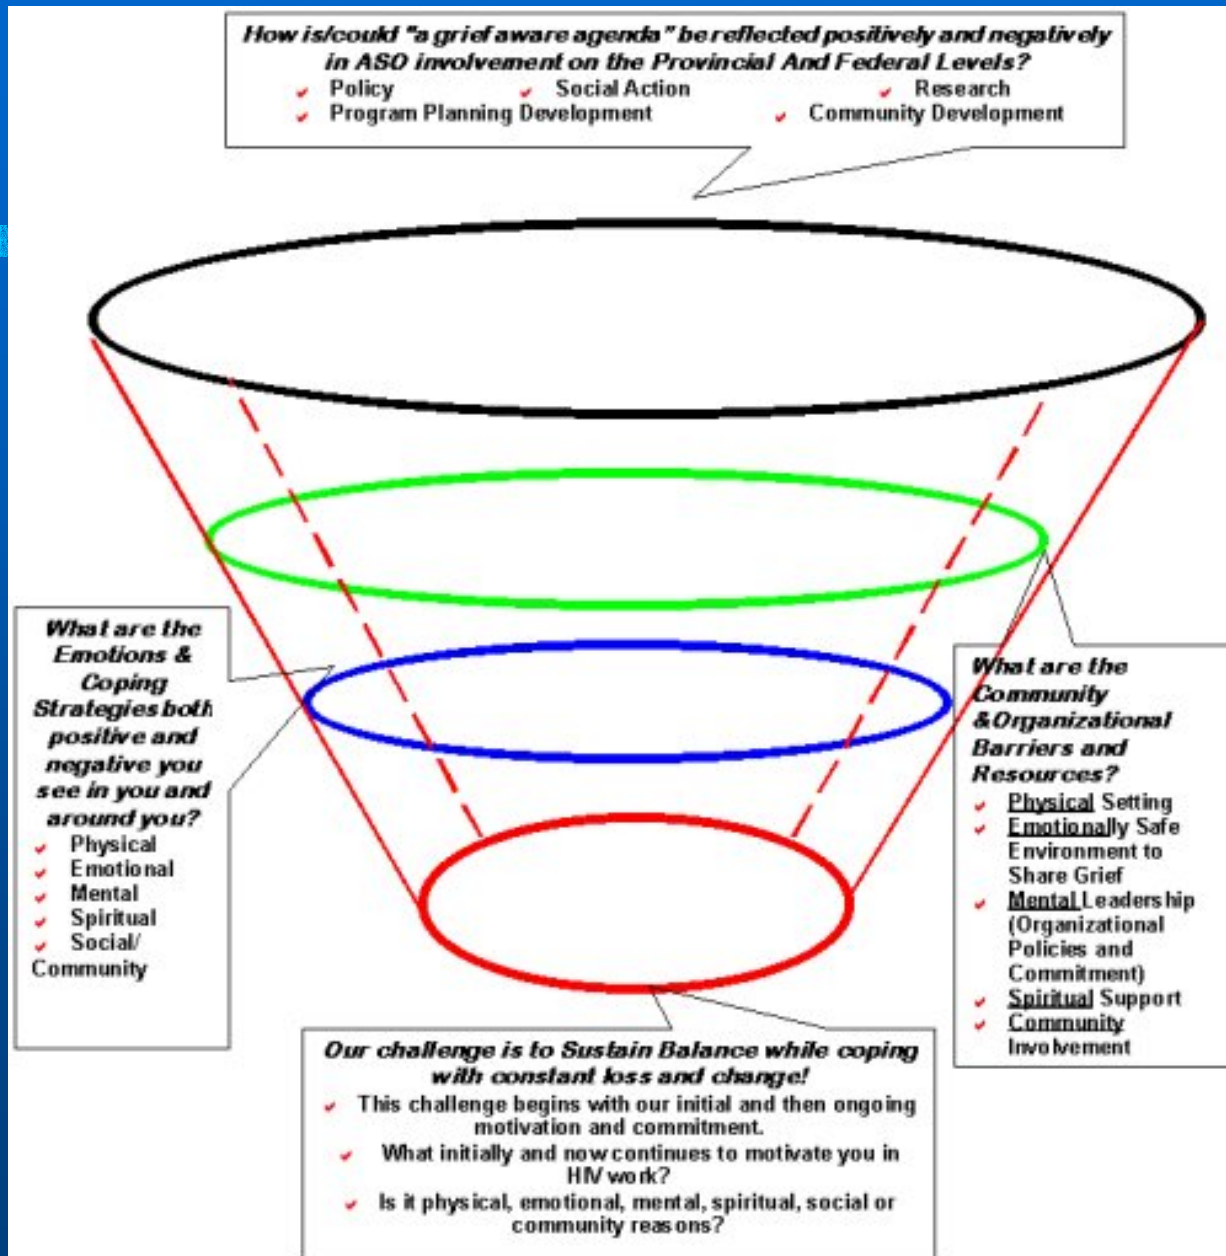 How is/could "a grief aware agenda" be reflected positively and negatively
in ASO involvement on the Provincial And Federal Levels?
Policy Social Action Research
Program Planning Development Community Development
What are the
Emotions &
Coping
Strategies both
positive and
negative you
see in you and
around you?
Physical
Emotional
Mental
Spiritual
Social/
Community
What are the
Community
&Organizational
Barriers and
Resources?
Physical Setting
Emotionally Safe
Environment to
Share Grief
Mental Leadership
(Organizational
Policies and
Commitment)
Spiritual Support
Community
Involvement
Our challenge is to Sustain Balance while coping
with constant loss and change!
This challenge begins with our initial and then ongoing
motivation and commitment.
What initially and now continues to motivate you in
HIV work?
Is it physical, emotional, mental, spiritual, social or
community reasons?